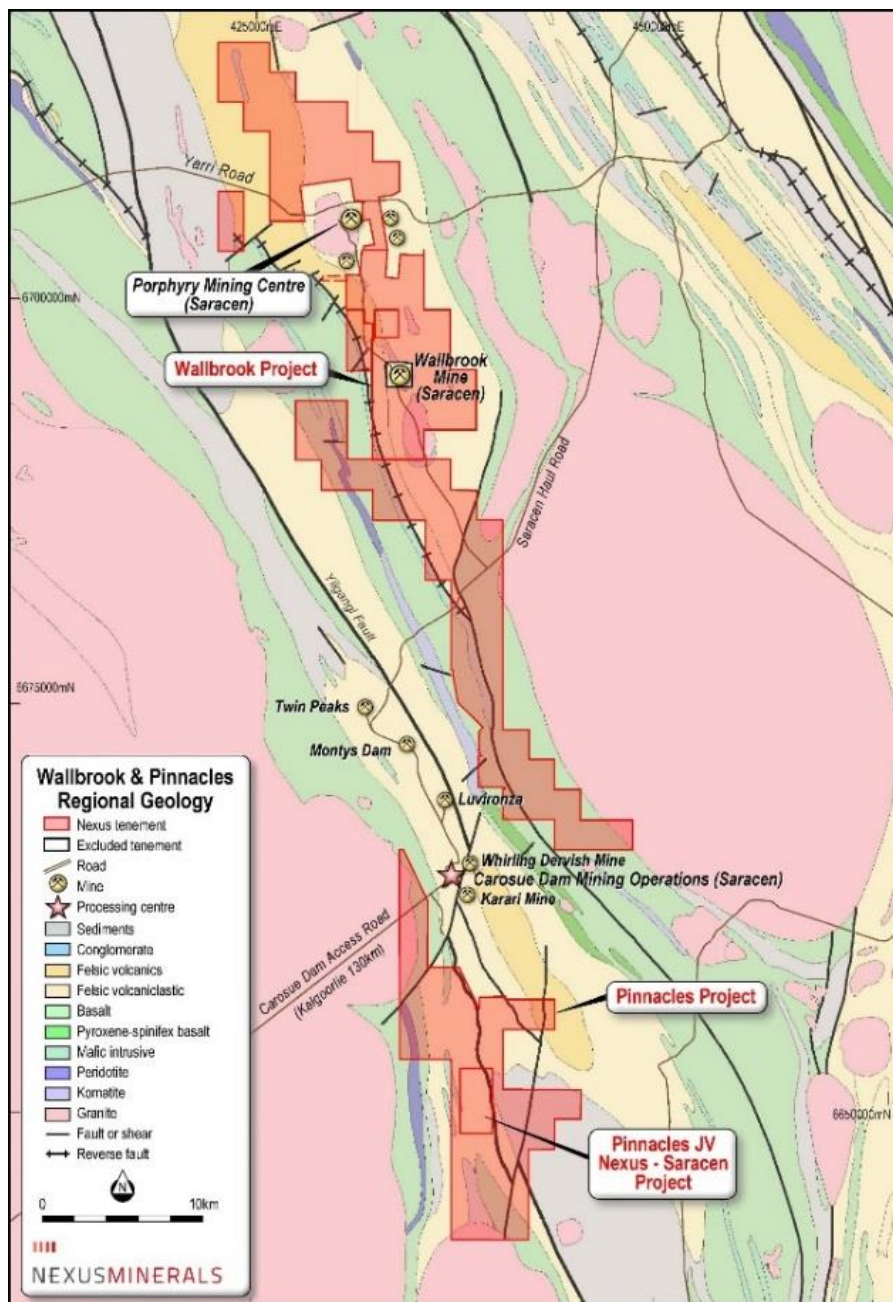 425000mE
450000mE
Yarri Road
Porphyry Mining Centre
(Saracen)
6700000mN
Wallbrook Project
Wallbrook
Mine
(Saracen)
Saracen Haul Road
Yiligangi Fault
6675000mN
Twin Peaks
Montys Dam
Luvironza
Whirling Dervish Mine
Carosue Dam Mining Operations (Saracen)
Karari Mine
Carosue Dam Access Road
(Kalgoorlie 130km)
Pinnacles Project
6650000mN
Pinnacles JV
Nexus - Saracen
Project
Wallbrook & Pinnacles
Regional Geology
Nexus tenement
Excluded tenement
Road
Mine
Processing centre
Sediments
Conglomerate
Felsic volcanics
Felsic volcaniclastic
Basalt
Pyroxene-spinifex basalt
Mafic intrusive
Peridotite
Komatite
Granite
Fault or shear
Reverse fault
N
0 10km
NEXUSMINERALS